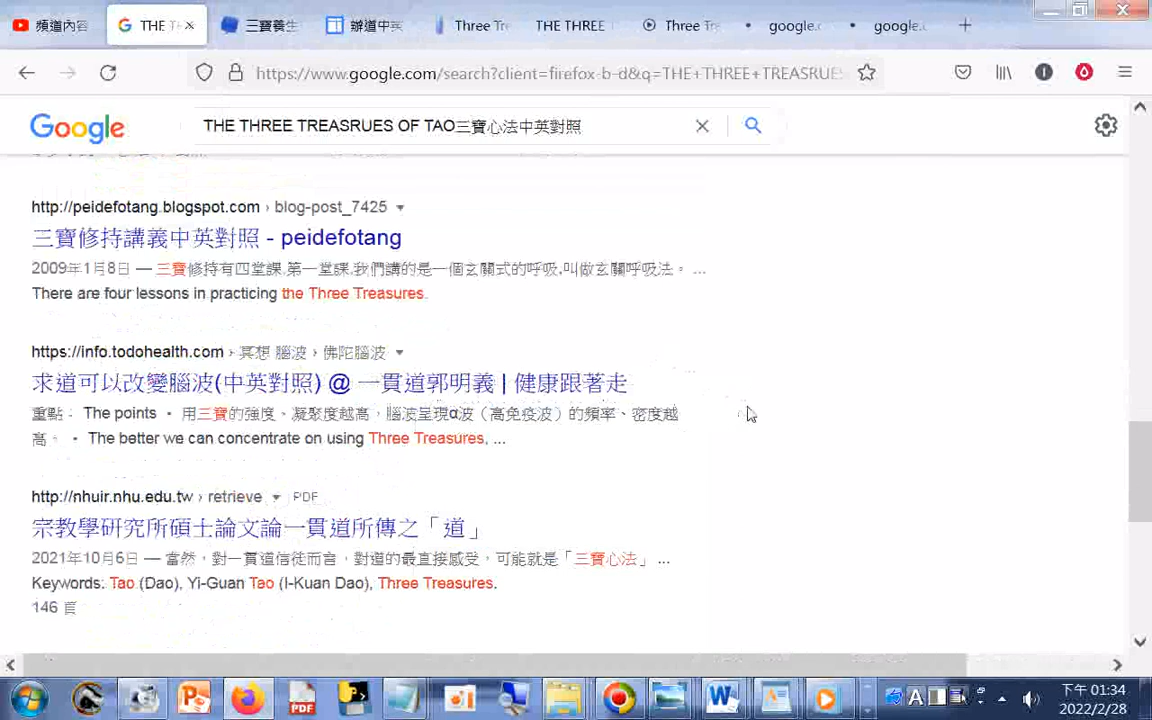 頻道內容
THE T
三寶養生
辦道中英
Three Tr
THE THREE
Three Tre
google.c
google.c
https://www.google.com/search?client=firefox-b-d&q=THE+THREE+TREASRUES
Google
THE THREE TREASRUES OF TAO三寶心法中英對照
http://peidefotang.blogspot.com › blog-post_7425
三寶修持講義中英對照 - peidefotang
2009年1月8日 — 三寶修持有四堂課.第一堂課.我們講的是一個玄關式的呼吸,叫做玄關呼吸法。 ...
There are four lessons in practicing the Three Treasures.
https://info.todohealth.com › 冥想 腦波 › 佛陀腦波
求道可以改變腦波(中英對照) @ 一貫道郭明義 | 健康跟著走
重點： The points • 用三寶的強度、凝聚度越高，腦波呈現α波（高免疫波）的頻率、密度越
高。 • The better we can concentrate on using Three Treasures, ...
http://nhuir.nhu.edu.tw › retrieve PDF
宗教學研究所碩士論文論一貫道所傳之「道」
2021年10月6日 — 當然，對一貫道信徒而言，對道的最直接感受，可能就是「三寶心法」 ...
Keywords: Tao (Dao), Yi-Guan Tao (I-Kuan Dao), Three Treasures.
146 頁
下午 01:34
2022/2/28